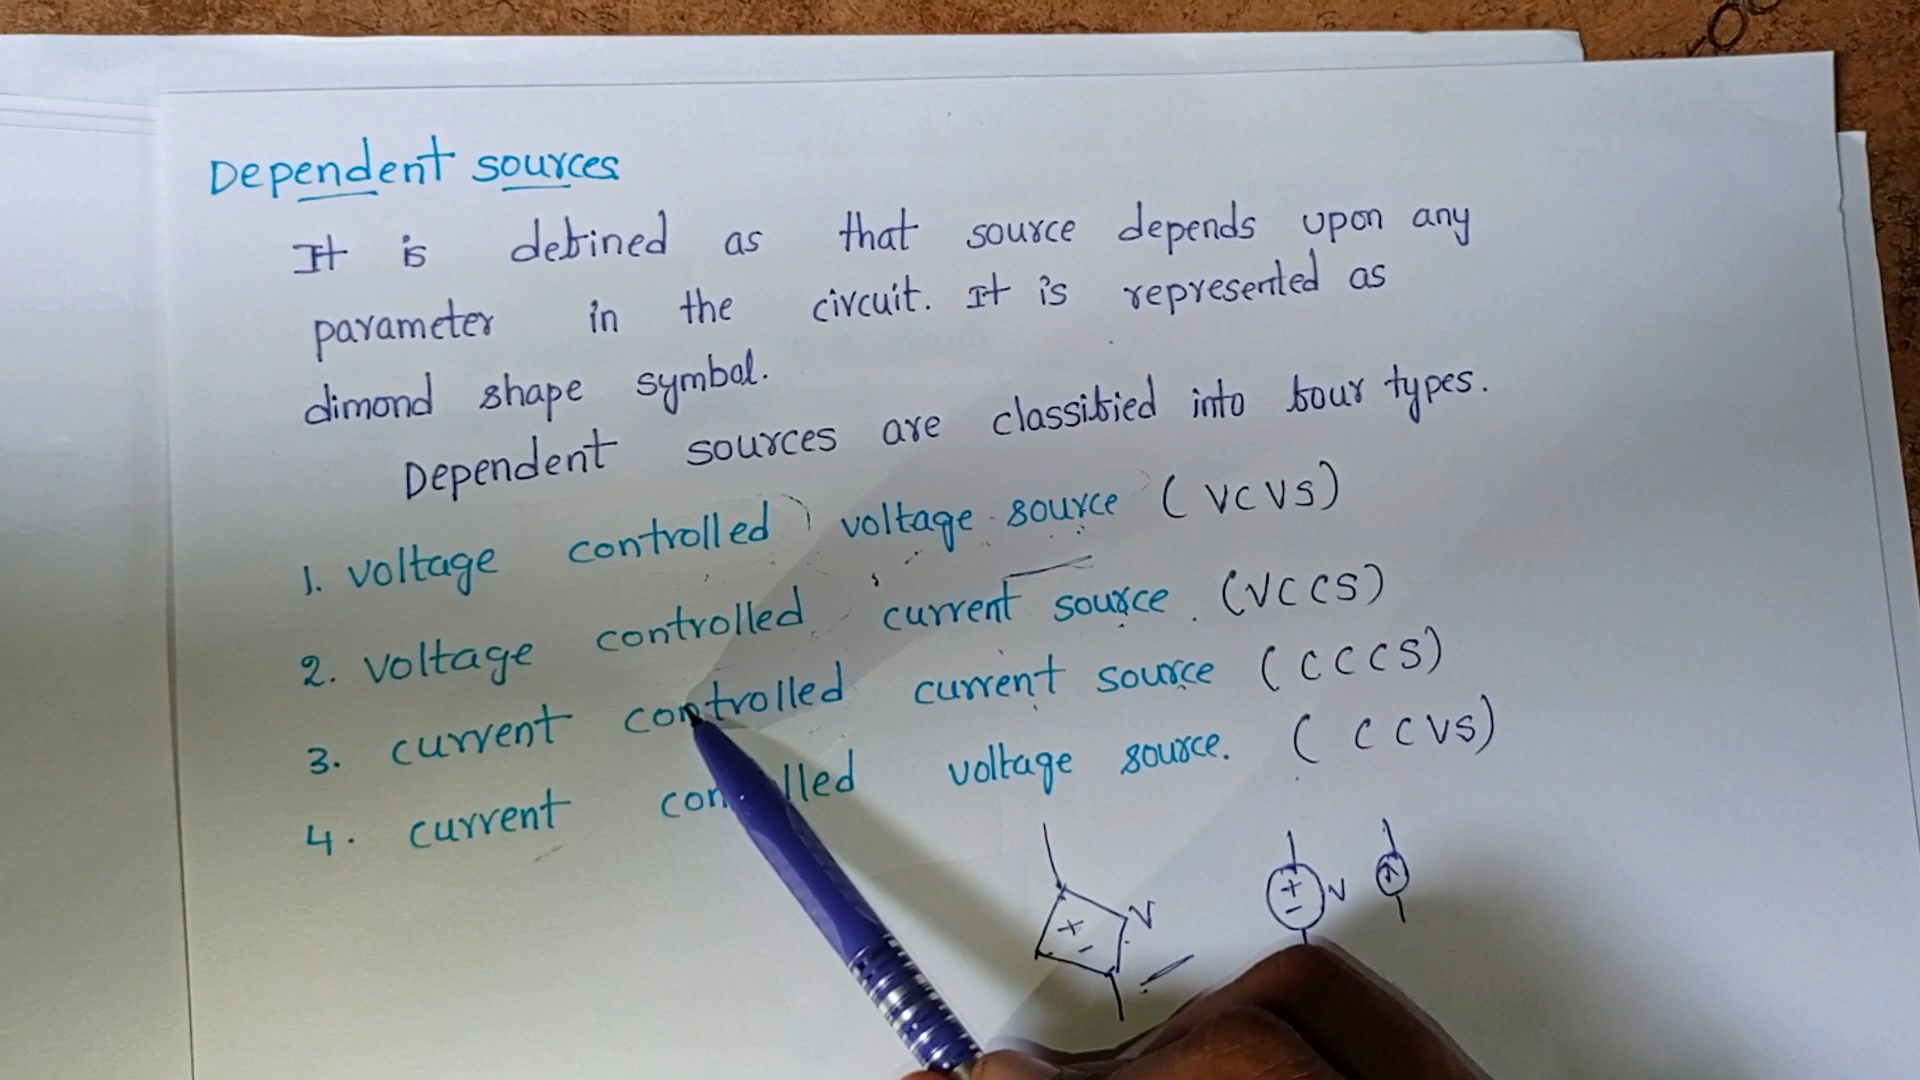 Dependent sources
It is defined as that source depends upon any
parameter in the circuit. It is represented as
dimond shape symbol.
Dependent sources are classified into four types.
1. voltage controlled voltage source (VCVS)
2. voltage controlled current source. (VCCS)
3. current controlled current source (CCCS)
4. current con lled voltage source. (CCVS)
+ - V
+ - V